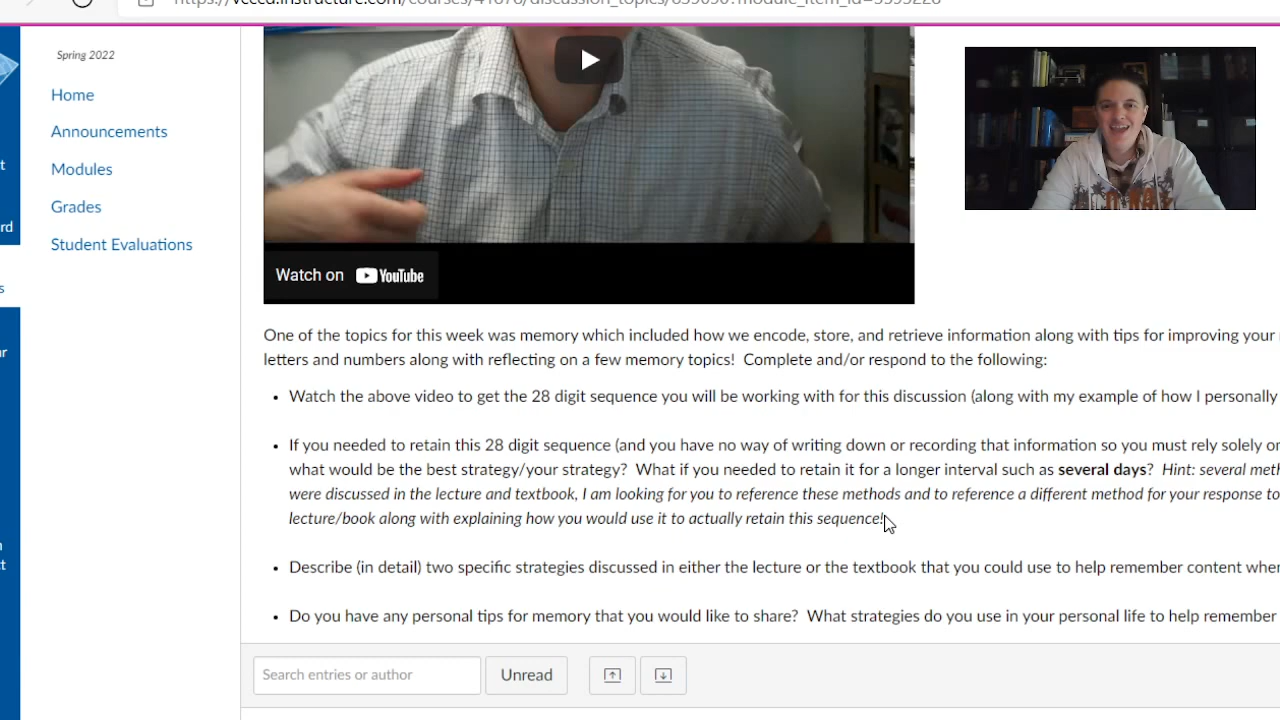 Spring 2022
Home
Announcements
Modules
Grades
Student Evaluations
Watch on YouTube
One of the topics for this week was memory which included how we encode, store, and retrieve information along with tips for improving your
letters and numbers along with reflecting on a few memory topics! Complete and/or respond to the following:
• Watch the above video to get the 28 digit sequence you will be working with for this discussion (along with my example of how I personally
• If you needed to retain this 28 digit sequence (and you have no way of writing down or recording that information so you must rely solely
what would be the best strategy/your strategy? What if you needed to retain it for a longer interval such as several days? Hint: several
were discussed in the lecture and textbook, I am looking for you to reference these methods and to reference a different method for your response to
lecture/book along with explaining how you would use it to actually retain this sequence!
• Describe (in detail) two specific strategies discussed in either the lecture or the textbook that you could use to help remember content
• Do you have any personal tips for memory that you would like to share? What strategies do you use in your personal life to help remember
Search entries or author
Unread